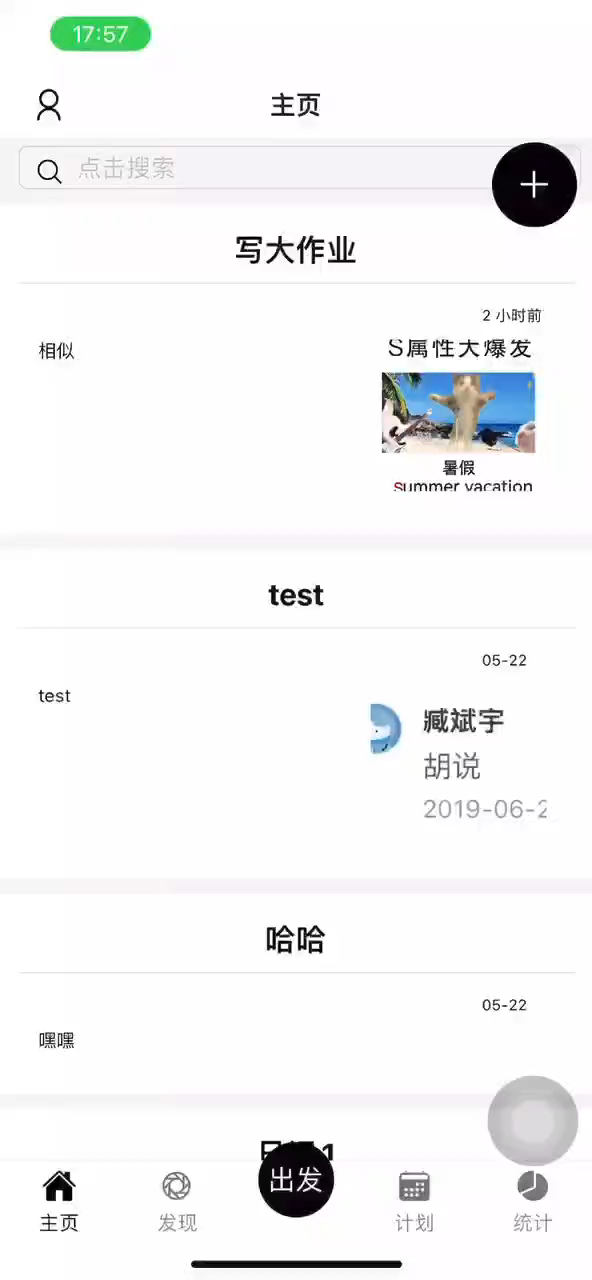 17:57
主页
点击搜索
写大作业
2 小时前
相似
S属性大爆发
暑假
summer vacation
test
05-22
test
臧斌宇
胡说
2019-06-2
哈哈
05-22
嘿嘿
出发
主页
发现
计划
统计